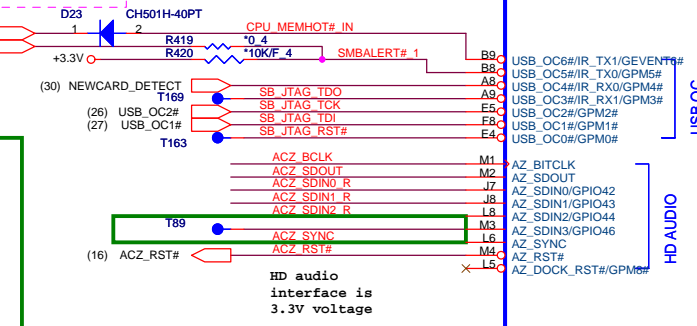 D23 CH501H-40PT
1 2 CPU_MEMHOT#_IN
R419 *0_4
R420 *10K/F_4 SMBALERT#_1
+3.3V
B9 USB_OC6#/IR_TX1/GEVENT6#
B8 USB_OC5#/IR_TX0/GPM5#
(30) NEWCARD_DETECT A8 USB_OC4#/IR_RX0/GPM4#
T169 SB_JTAG_TDO A9 USB_OC3#/IR_RX1/GPM3#
(26) USB_OC2# SB_JTAG_TCK E5 USB_OC2#/GPM2#
(27) USB_OC1# SB_JTAG_TDI F8 USB_OC1#/GPM1#
T163 SB_JTAG_RST# E4 USB_OC0#/GPM0#
USB OC
ACZ_BCLK M1 AZ_BITCLK
ACZ_SDOUT M2 AZ_SDOUT
ACZ_SDIN0_R J7 AZ_SDIN0/GPIO42
ACZ_SDIN1_R J8 AZ_SDIN1/GPIO43
ACZ_SDIN2_R L8 AZ_SDIN2/GPIO44
T89 M3 AZ_SDIN3/GPIO46
ACZ_SYNC L6 AZ_SYNC
(16) ACZ_RST# ACZ_RST# M4 AZ_RST#
L5 AZ_DOCK_RST#/GPM8#
HD AUDIO
HD audio
interface is
3.3V voltage